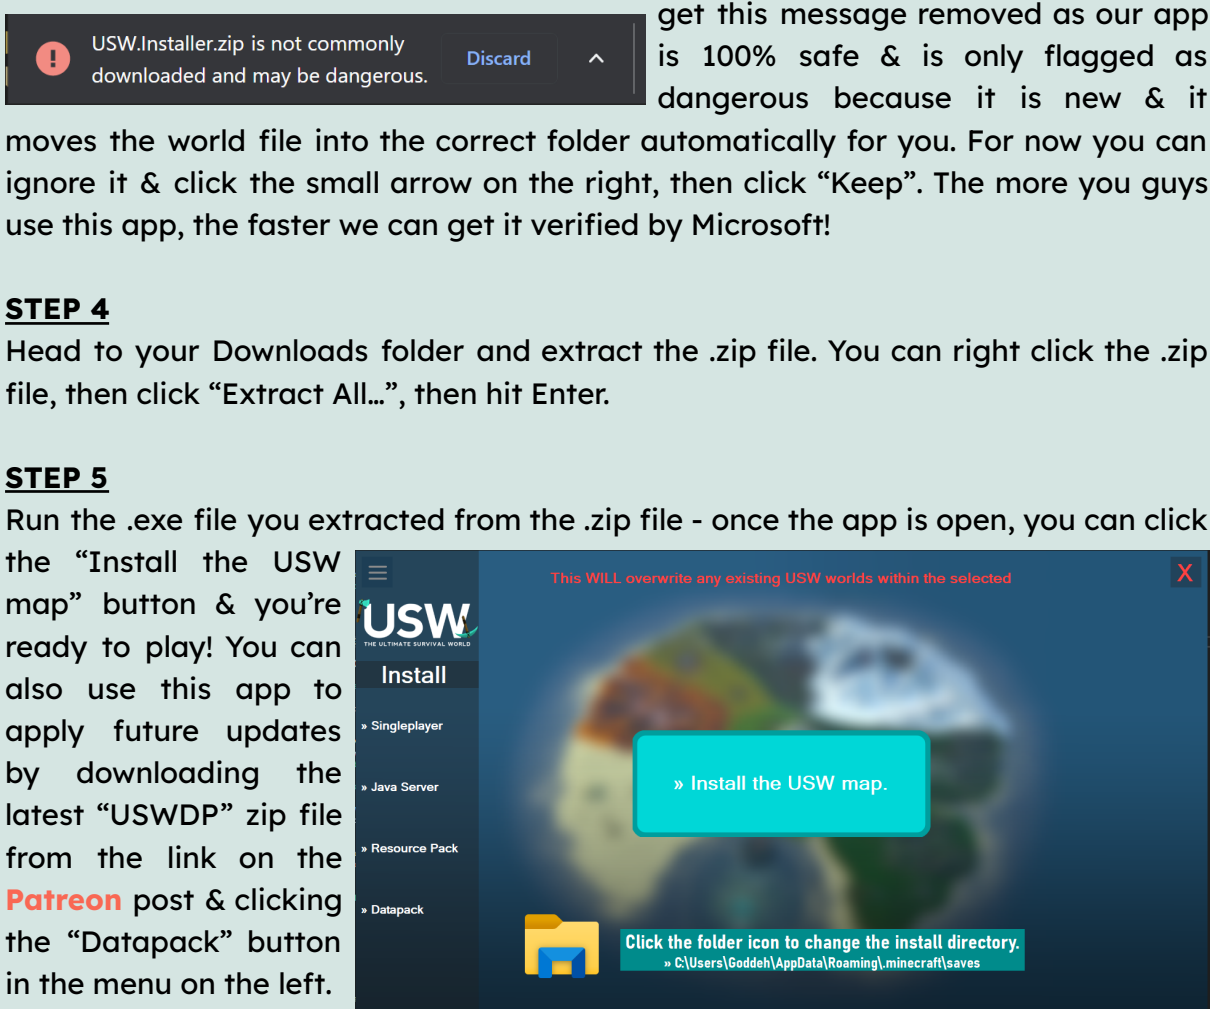 get this message removed as our app
USW.Installer.zip is not commonly
downloaded and may be dangerous.
Discard
is 100% safe & is only flagged as
dangerous because it is new & it
moves the world file into the correct folder automatically for you. For now you can
ignore it & click the small arrow on the right, then click “Keep”. The more you guys
use this app, the faster we can get it verified by Microsoft!
STEP 4
Head to your Downloads folder and extract the .zip file. You can right click the .zip
file, then click “Extract All…”, then hit Enter.
STEP 5
Run the .exe file you extracted from the .zip file - once the app is open, you can click
the “Install the USW
map” button & you’re
ready to play! You can
also use this app to
apply future updates
by downloading the
latest “USWDP” zip file
from the link on the
Patreon post & clicking
the “Datapack” button
in the menu on the left.
This WILL overwrite any existing USW worlds within the selected
X
USW
THE ULTIMATE SURVIVAL WORLD
Install
» Singleplayer
» Java Server
» Resource Pack
» Datapack
» Install the USW map.
Click the folder icon to change the install directory.
» C:\Users\Goddeh\AppData\Roaming\.minecraft\saves